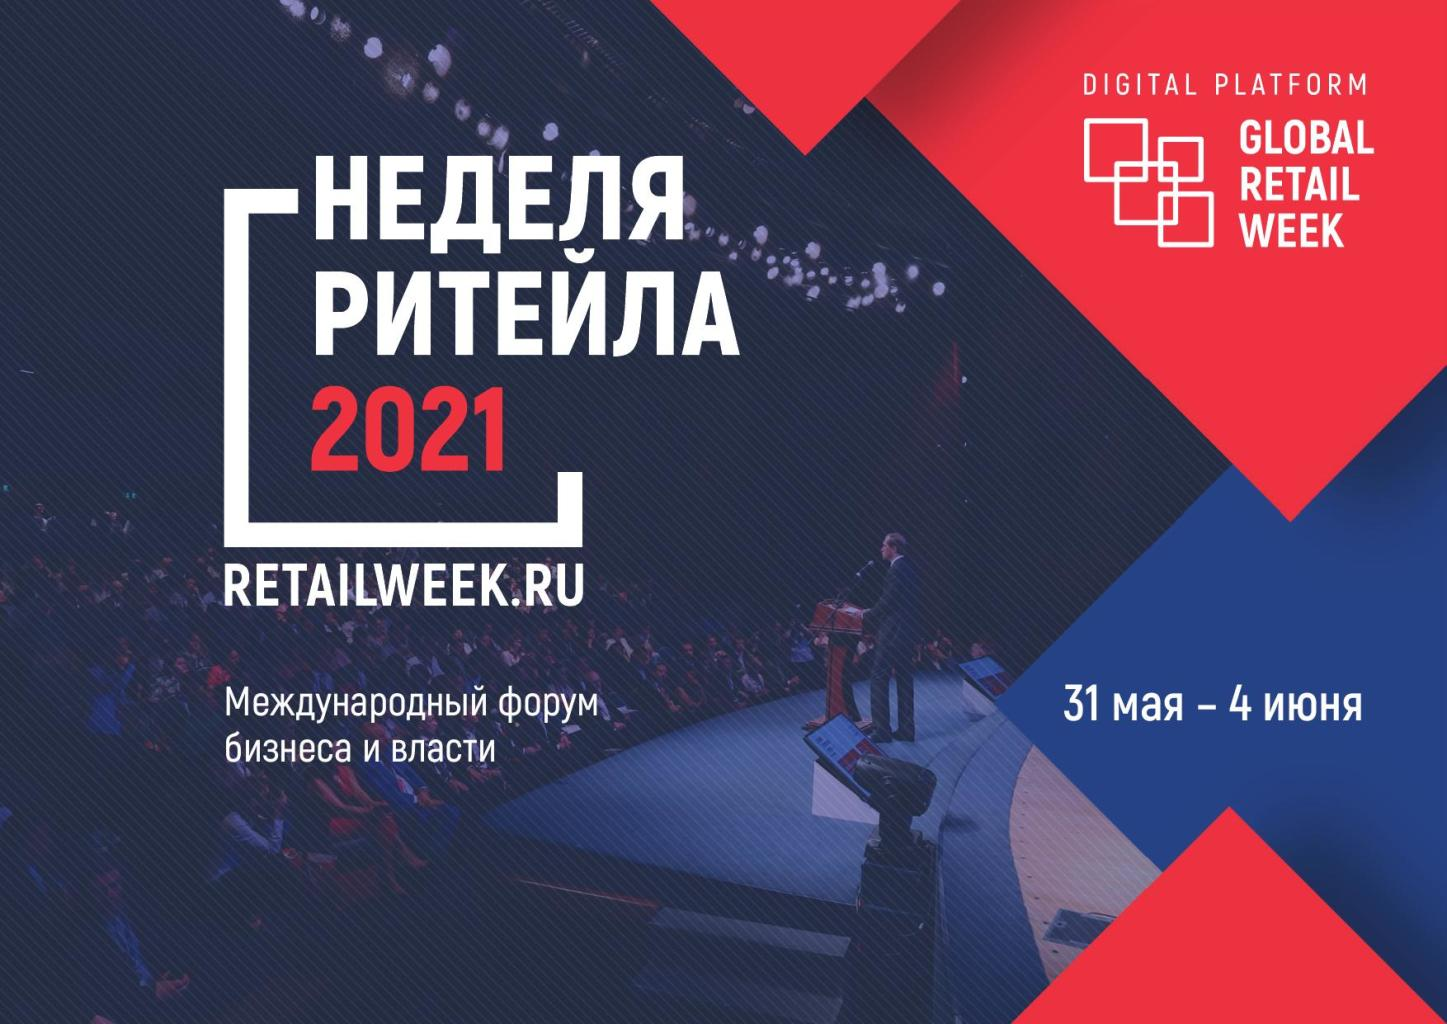 НЕДЕЛЯ
РИТЕЙЛА
2021
RETAILWEEK.RU
Международный форум
бизнеса и власти
DIGITAL PLATFORM
GLOBAL
RETAIL
WEEK
31 мая – 4 июня